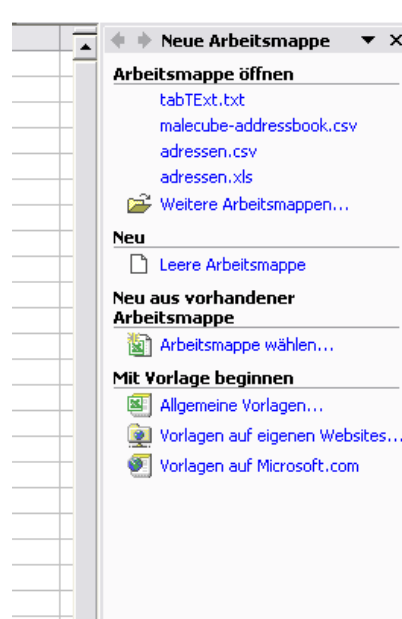 Neue Arbeitsmappe
Arbeitsmappe öffnen
tabTExt.txt
malecube-addressbook.csv
adressen.csv
adressen.xls
Weitere Arbeitsmappen...
Neu
Leere Arbeitsmappe
Neu aus vorhandener
Arbeitsmappe
Arbeitsmappe wählen...
Mit Vorlage beginnen
Allgemeine Vorlagen...
Vorlagen auf eigenen Websites...
Vorlagen auf Microsoft.com